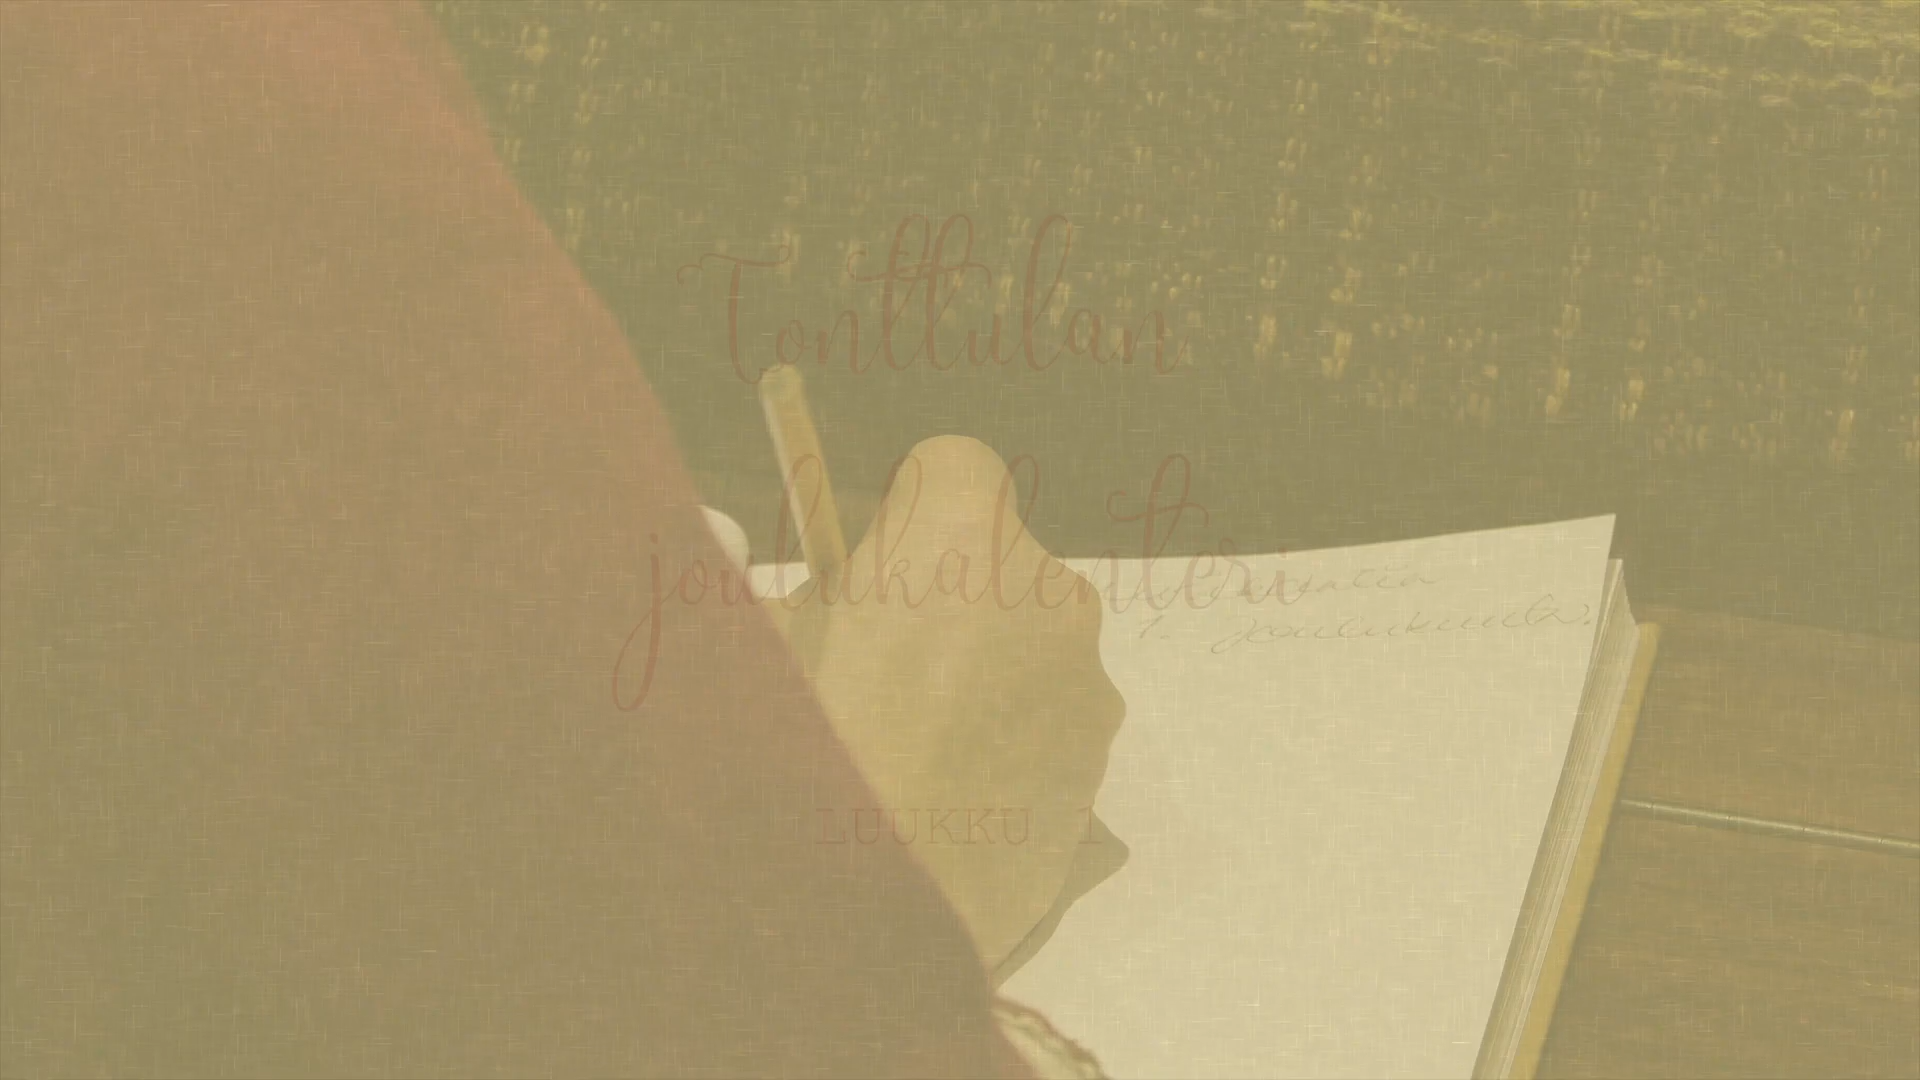 Tonttulan
joulukalenteri
1. Joulukuuta.
LUUKKU 1